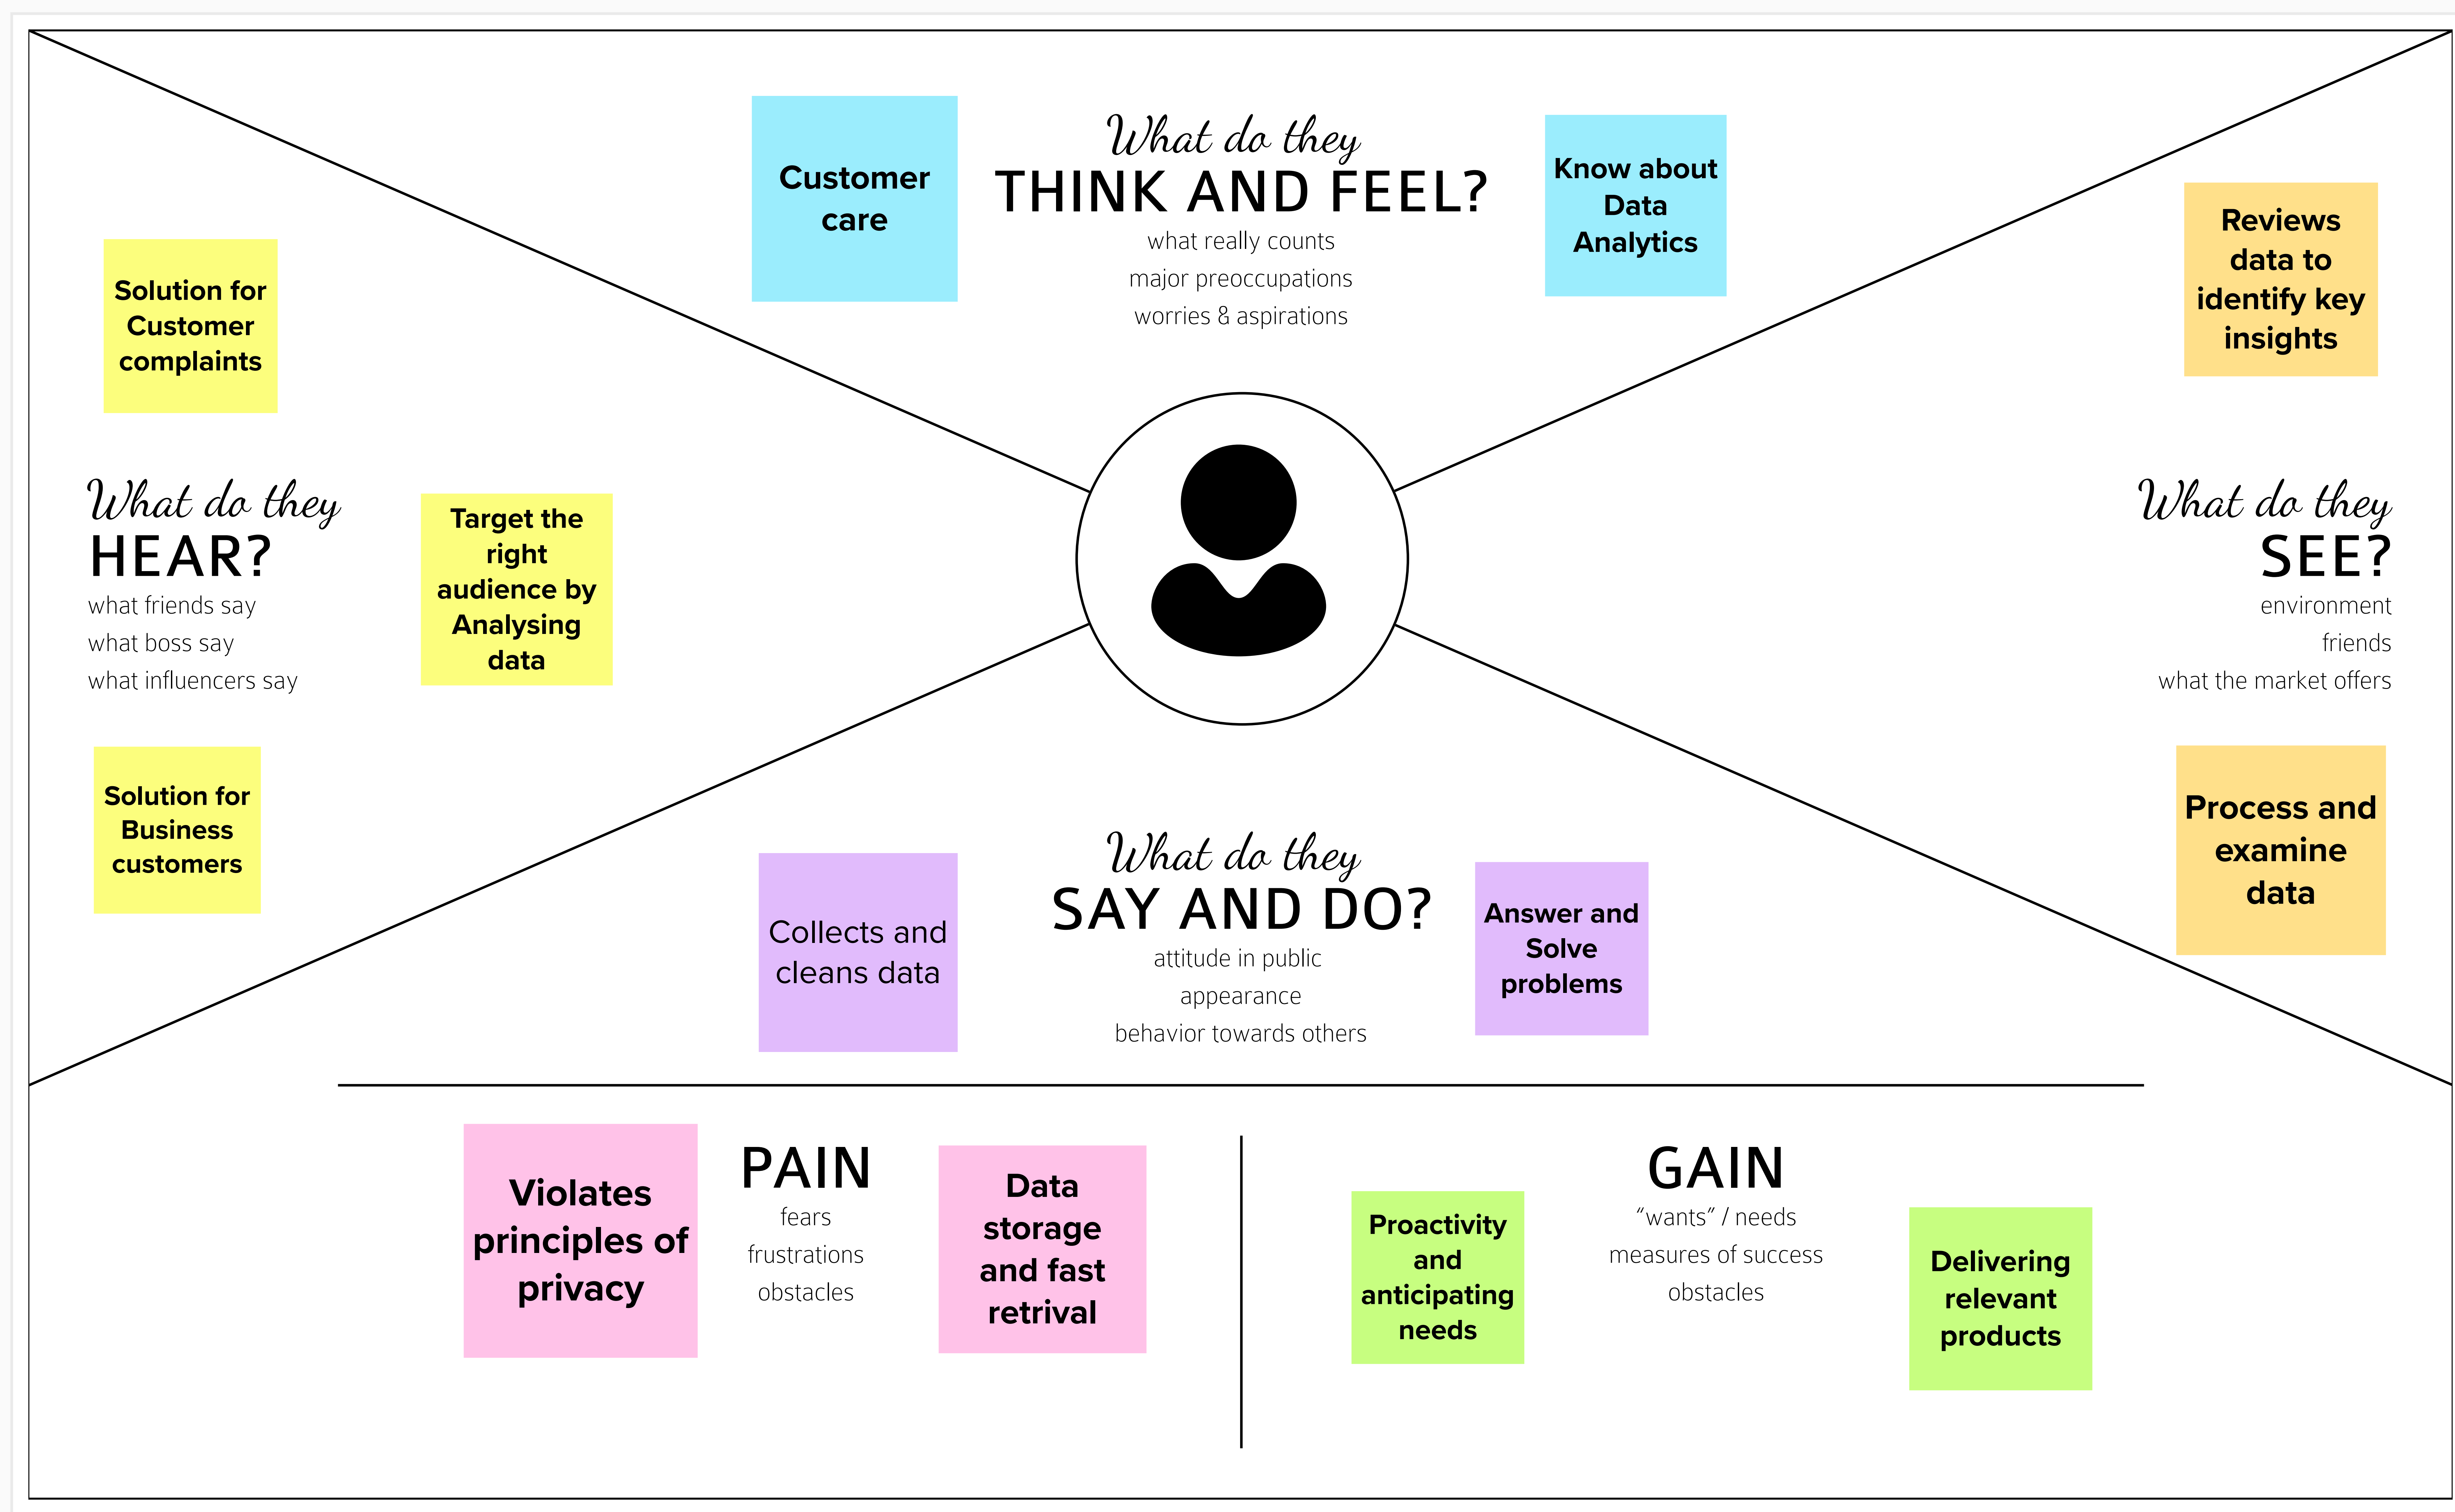 What do they
THINK AND FEEL?
what really counts
major preoccupations
worries & aspirations
Customer
care
Know about
Data
Analytics
Solution for
Customer
complaints
What do they
HEAR?
what friends say
what boss say
what influencers say
Target the
right
audience by
Analysing
data
Solution for
Business
customers
Reviews
data to
identify key
insights
What do they
SEE?
environment
friends
what the market offers
Process and
examine
data
What do they
SAY AND DO?
attitude in public
appearance
behavior towards others
Collects and
cleans data
Answer and
Solve
problems
Violates
principles of
privacy
PAIN
fears
frustrations
obstacles
Data
storage
and fast
retrival
Proactivity
and
anticipating
needs
GAIN
“wants” / needs
measures of success
obstacles
Delivering
relevant
products